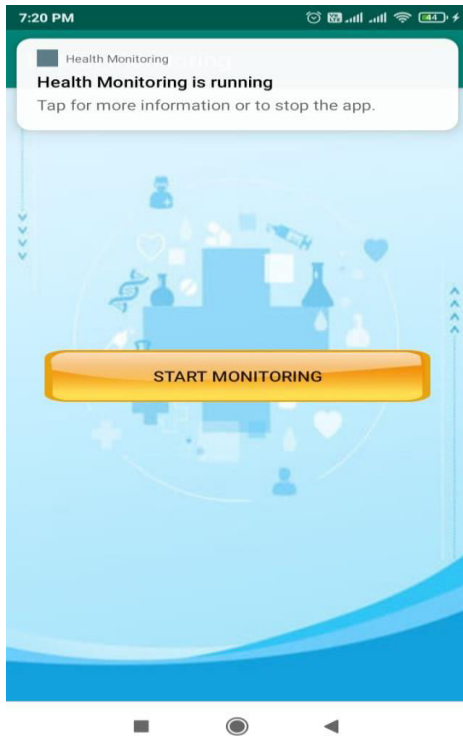 7:20 PM
44
Health Monitoring
Health Monitoring is running
Tap for more information or to stop the app.
START MONITORING